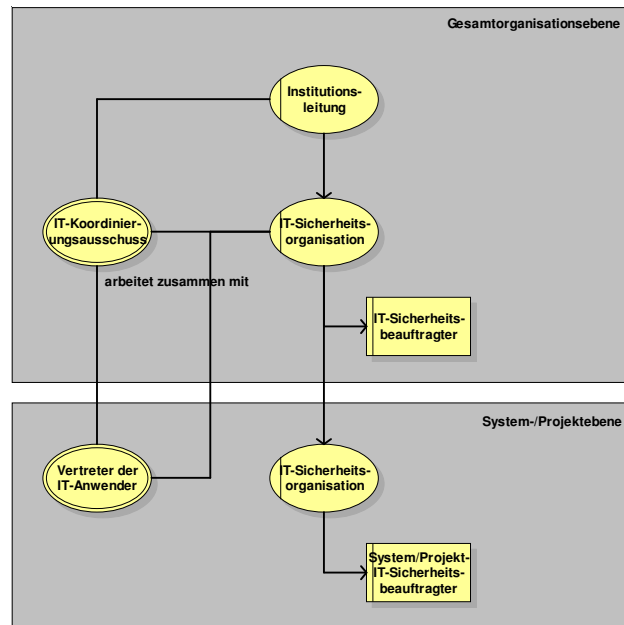 Gesamtorganisationsebene
Institutions-
leitung
IT-Koordinier-
ungsausschuss
IT-Sicherheits-
organisation
arbeitet zusammen mit
IT-Sicherheits-
beauftragter
System-/Projektebene
Vertreter der
IT-Anwender
IT-Sicherheits-
organisation
System/Projekt-
IT-Sicherheits-
beauftragter